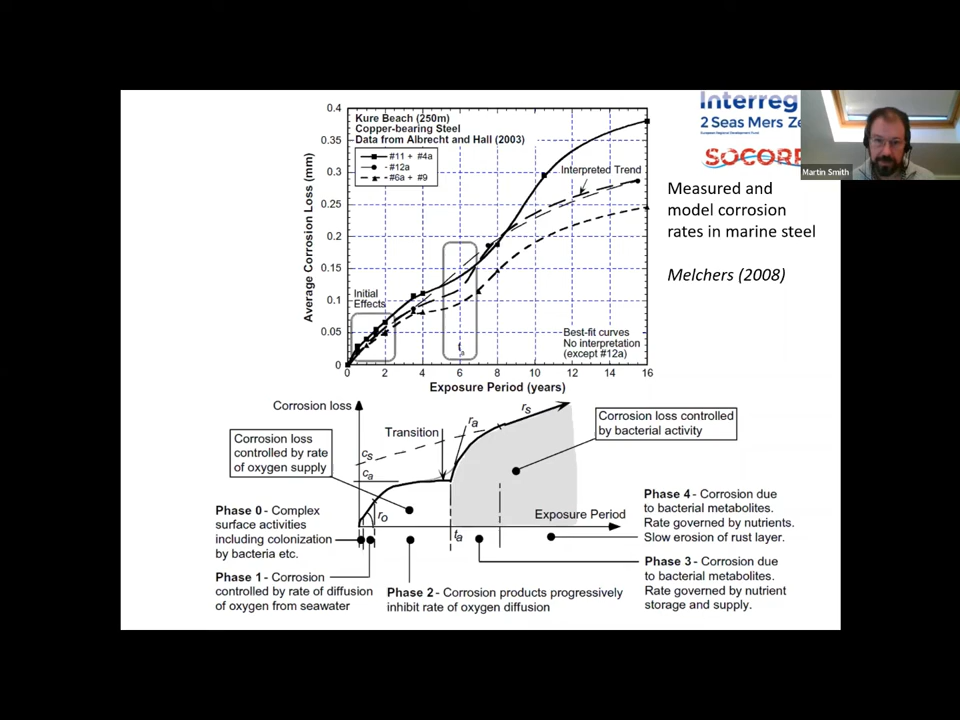 0.4
0.35
0.3
0.25
0.2
0.15
0.1
0.05
0
Average Corrosion Loss (mm)
Kure Beach (250m)
Copper-bearing Steel
Data from Albrecht and Hall (2003)
#11 + #4a
#12a
#6a + #9
Interpreted Trend
Initial
Effects
ta
Best-fit curves
No interpretation
(except #12a)
0 2 4 6 8 10 12 14 16
Exposure Period (years)
Interreg
2 Seas Mers Ze
European Regional Development Fund
SOCORR
Martin Smith
Measured and
model corrosion
rates in marine steel
Melchers (2008)
Corrosion loss
Corrosion loss
controlled by rate
of oxygen supply
Transition
cs
ca
ro
ra
rs
ta
Corrosion loss controlled
by bacterial activity
Exposure Period
Phase 0 - Complex
surface activities
including colonization
by bacteria etc.
Phase 1 - Corrosion
controlled by rate of diffusion
of oxygen from seawater
Phase 2 - Corrosion products progressively
inhibit rate of oxygen diffusion
Phase 4 - Corrosion due
to bacterial metabolites.
Rate governed by nutrients.
Slow erosion of rust layer.
Phase 3 - Corrosion due
to bacterial metabolites.
Rate governed by nutrient
storage and supply.